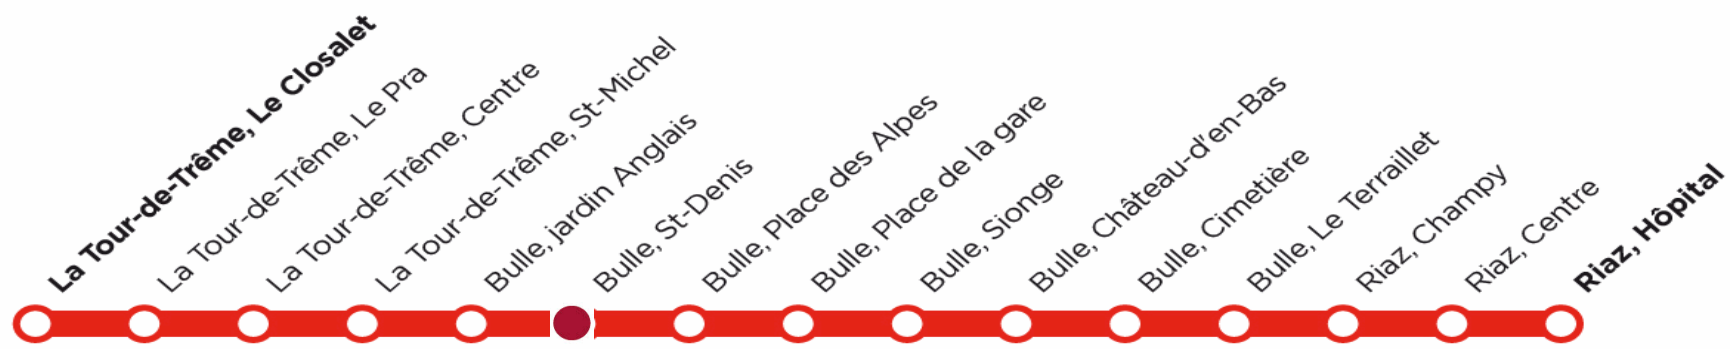 La Tour-de-Trême, Le Closalet
La Tour-de-Trême, Le Pra
La Tour-de-Trême, Centre
La Tour-de-Trême, St-Michel
Bulle, jardin Anglais
Bulle, St-Denis
Bulle, Place des Alpes
Bulle, Place de la gare
Bulle, Sionge
Bulle, Château-d'en-Bas
Bulle, Cimetière
Bulle, Le Terraillet
Riaz, Champy
Riaz, Centre
Riaz, Hôpital